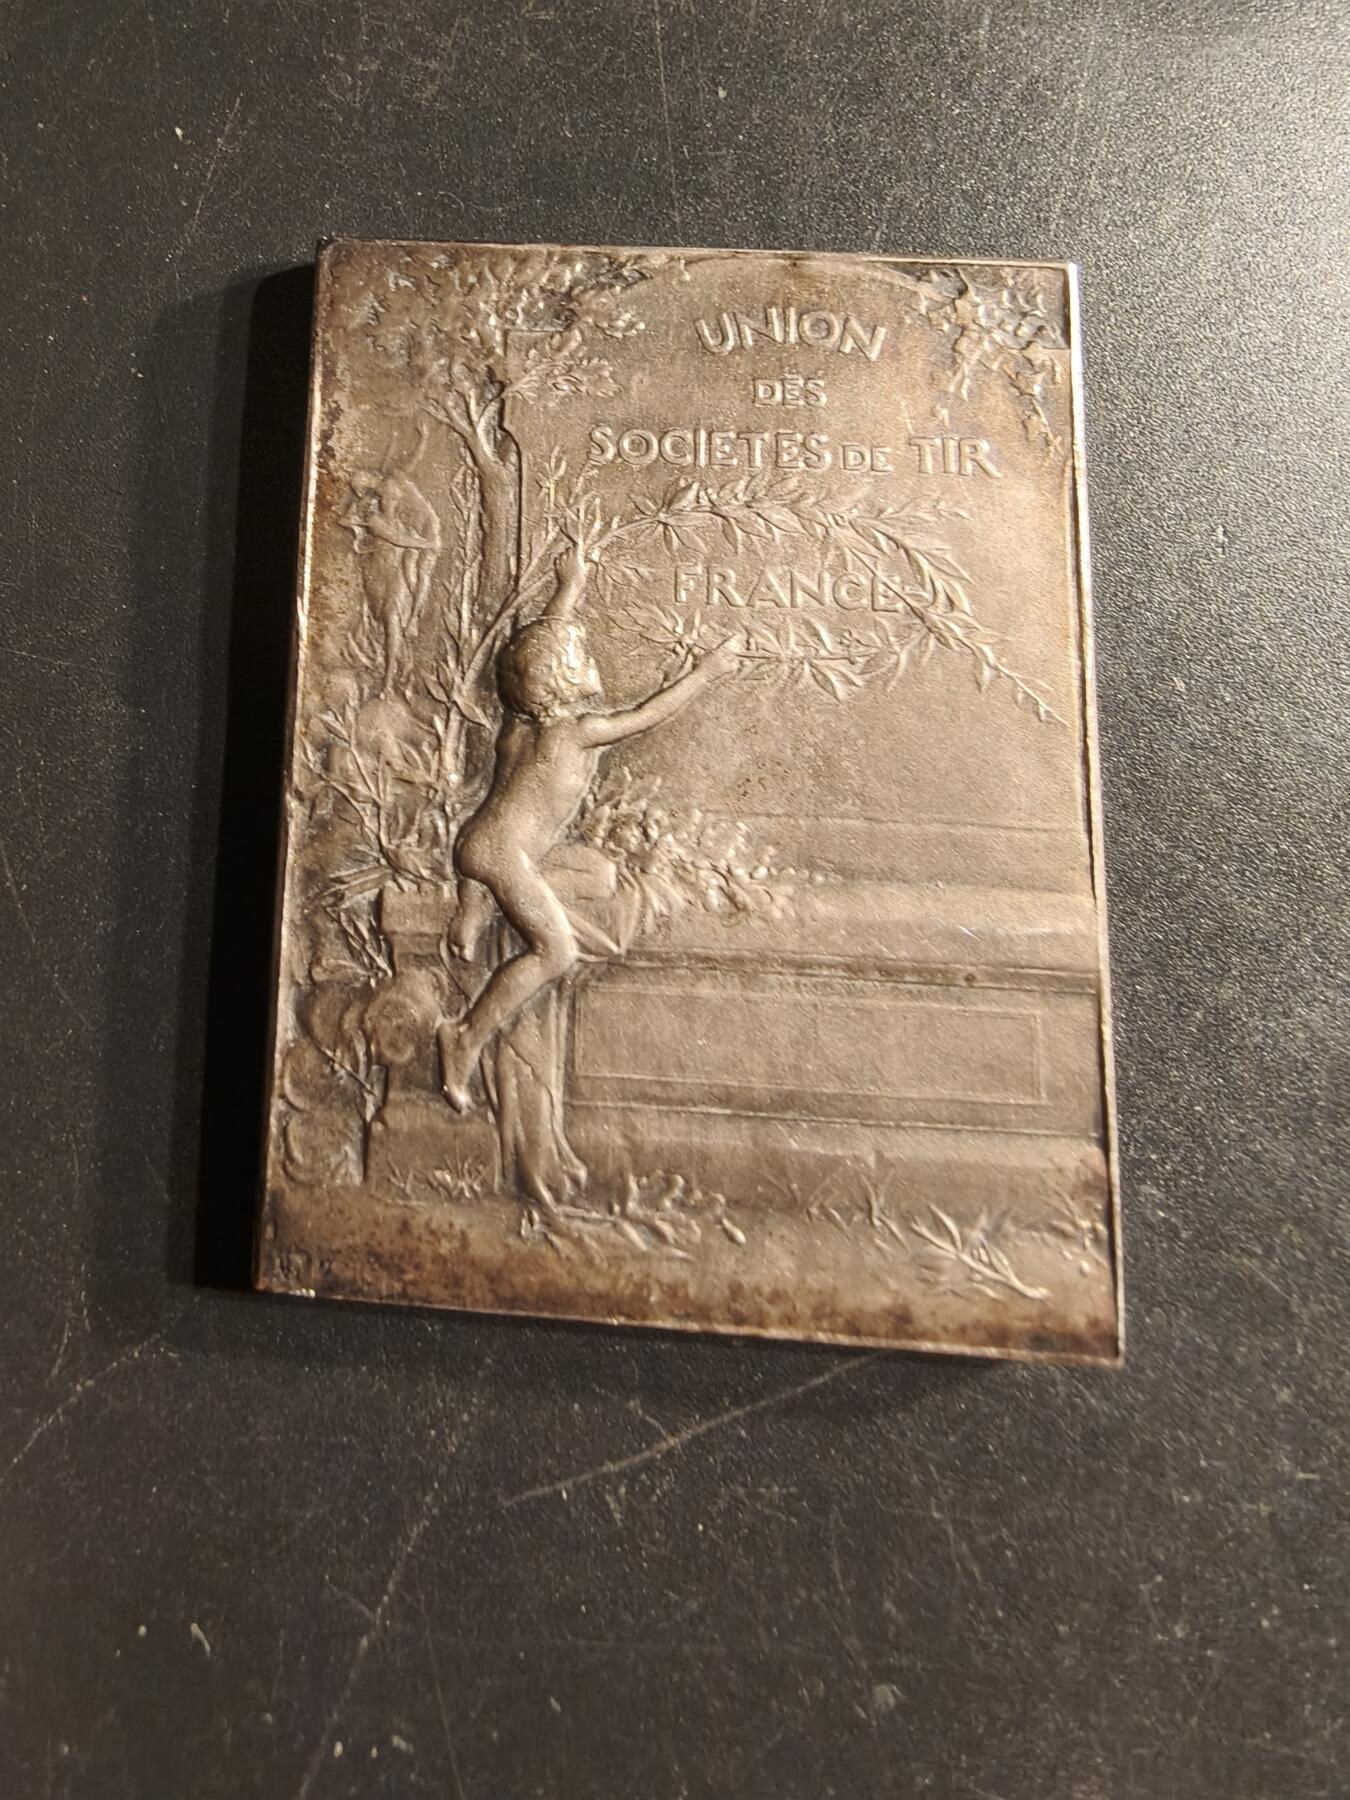 UNION
DES
SOCIETES DE TIR
FRANCE